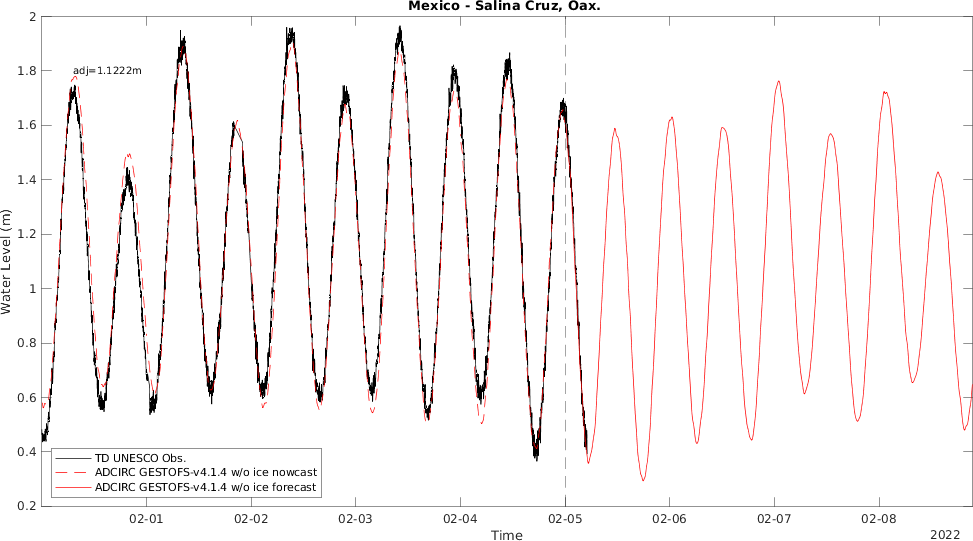 Mexico - Salina Cruz, Oax.
2
1.8
1.6
1.4
1.2
1
0.8
0.6
0.4
0.2
Water Level (m)
adj=1.1222m
TD UNESCO Obs.
ADCIRC GESTOFS-v4.1.4 w/o ice nowcast
ADCIRC GESTOFS-v4.1.4 w/o ice forecast
02-01 02-02 02-03 02-04 02-05 02-06 02-07 02-08
2022
Time